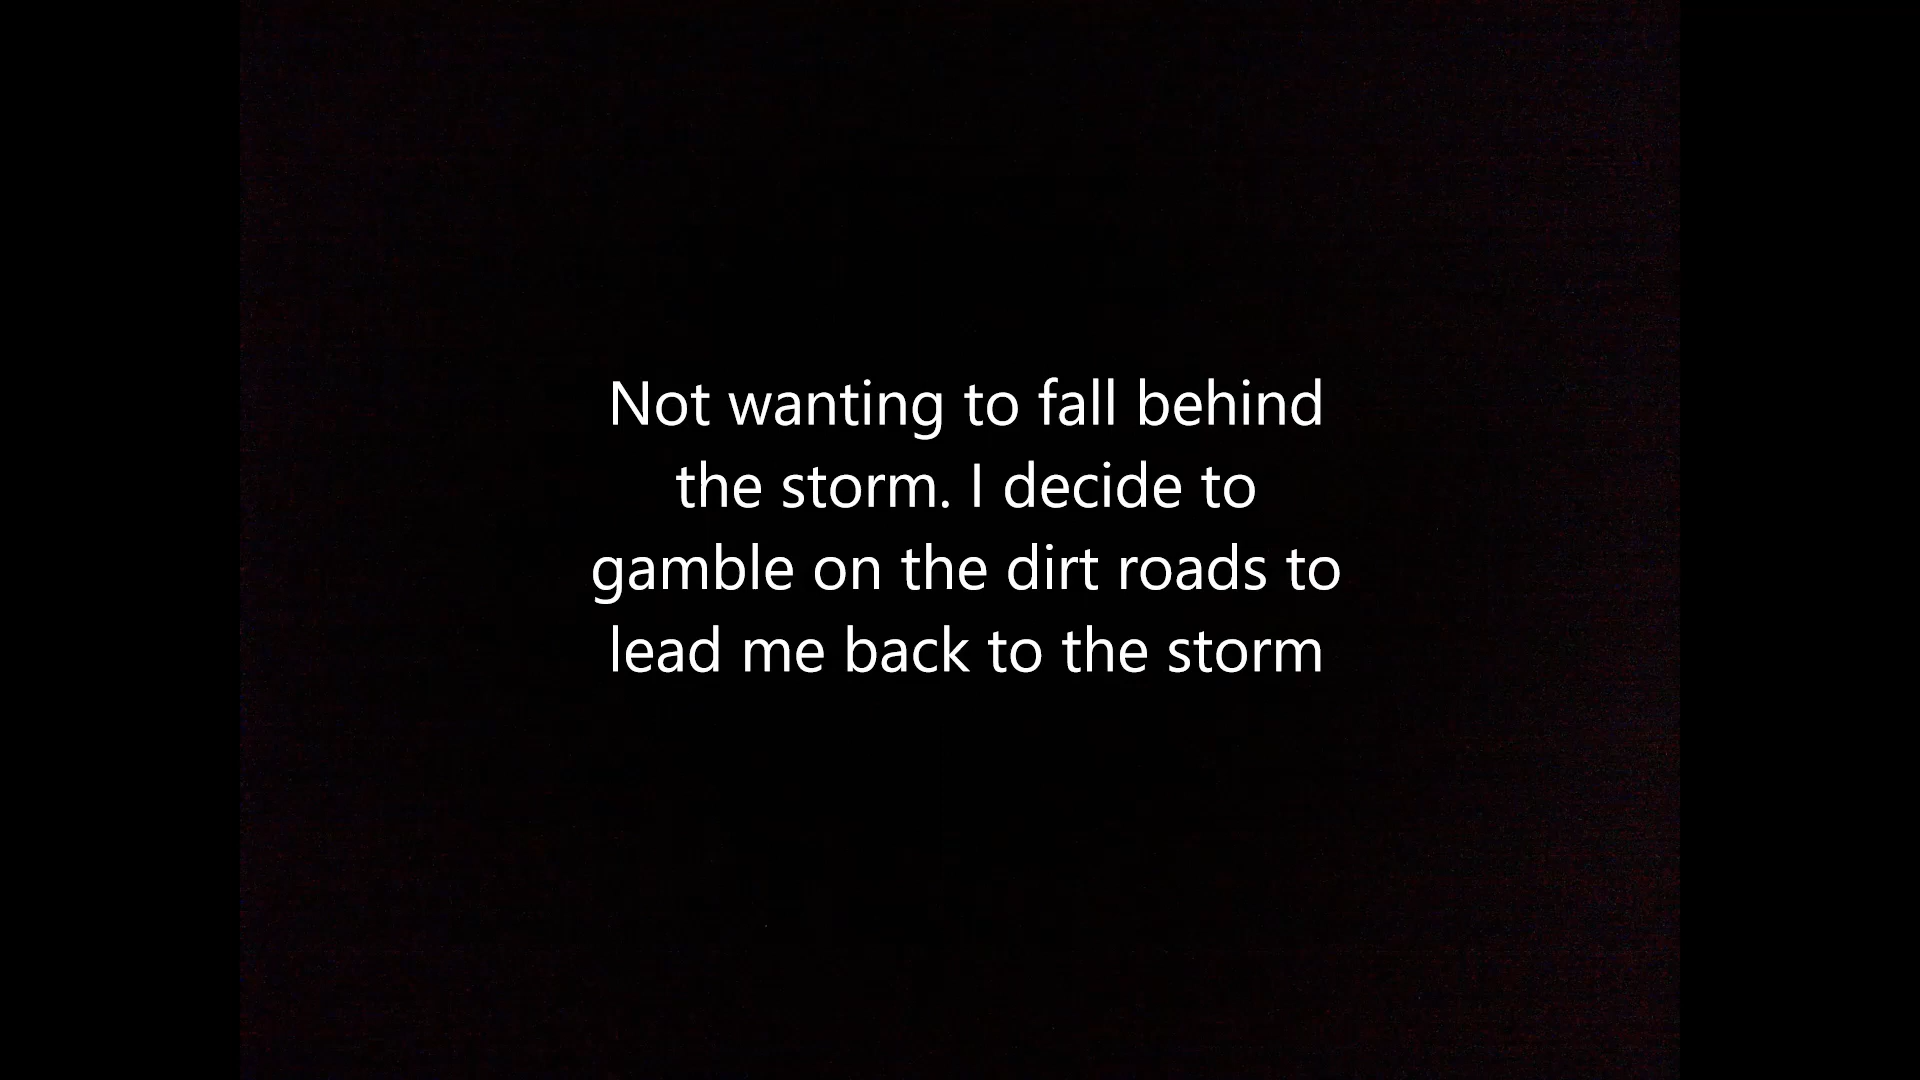 Not wanting to fall behind
the storm. I decide to
gamble on the dirt roads to
lead me back to the storm